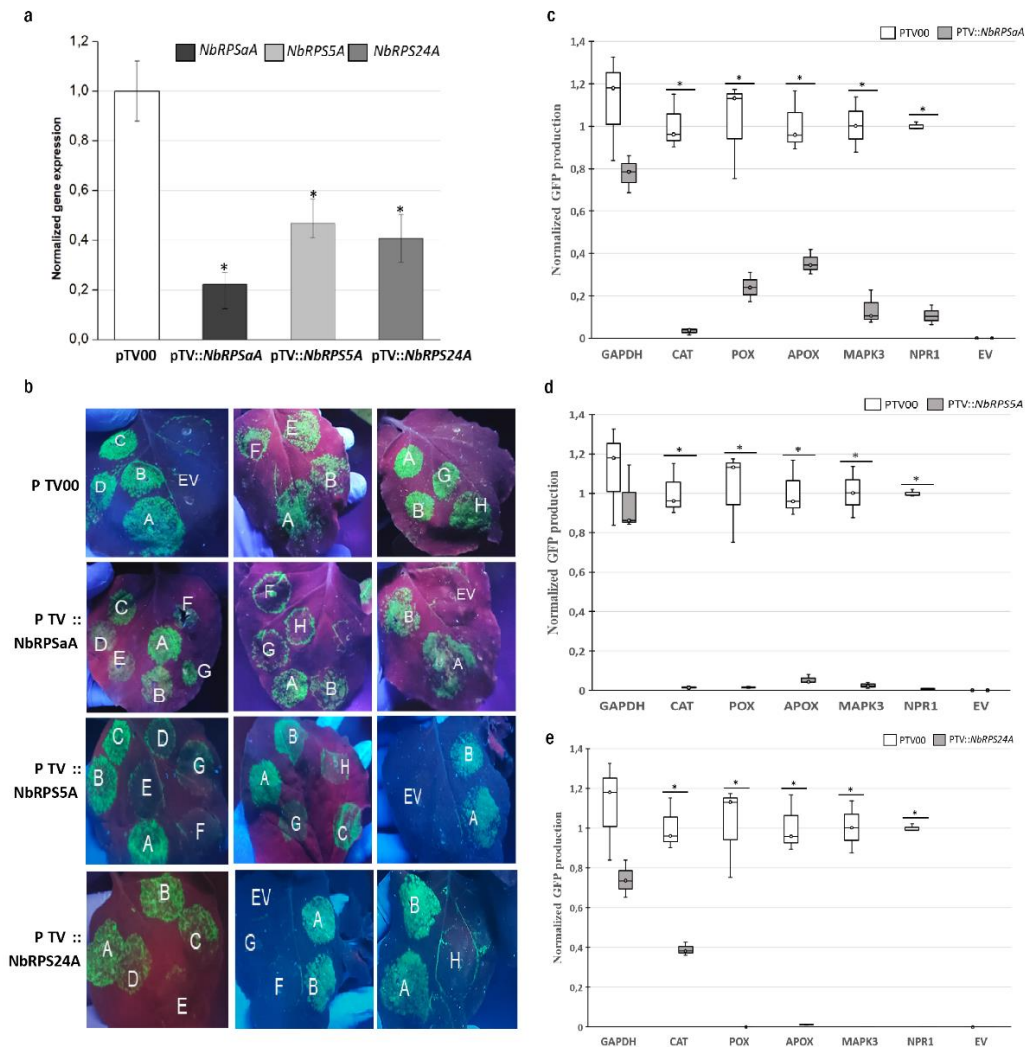 a
NbRPSaA NbRPS5A NbRPS24A
Normalized gene expression
1,2
1,0
0,8
0,6
0,4
0,2
0,0
* * *
pTV00 pTV::NbRPSaA pTV::NbRPS5A pTV::NbRPS24A
b
P TV00
C B D A EV
F E B A
A G B H
P TV ::
NbRPSaA
C F D A E G B
F H G A B
EV B A
P TV ::
NbRPS5A
C D B G E A F
B H A G C
B EV A
P TV ::
NbRPS24A
B A C D E
EV A G F B
B H A
c
PTV00 PTV::NbRPSaA
Normalized GFP production
1,4
1,2
1
0,8
0,6
0,4
0,2
0
* * * * *
GAPDH CAT POX APOX MAPK3 NPR1 EV
d
PTV00 PTV::NbRPS5A
Normalized GFP production
1,4
1,2
1
0,8
0,6
0,4
0,2
0
* * * * *
GAPDH CAT POX APOX MAPK3 NPR1 EV
e
PTV00 PTV::NbRPS24A
Normalized GFP production
1,4
1,2
1
0,8
0,6
0,4
0,2
0
* * * * *
GAPDH CAT POX APOX MAPK3 NPR1 EV